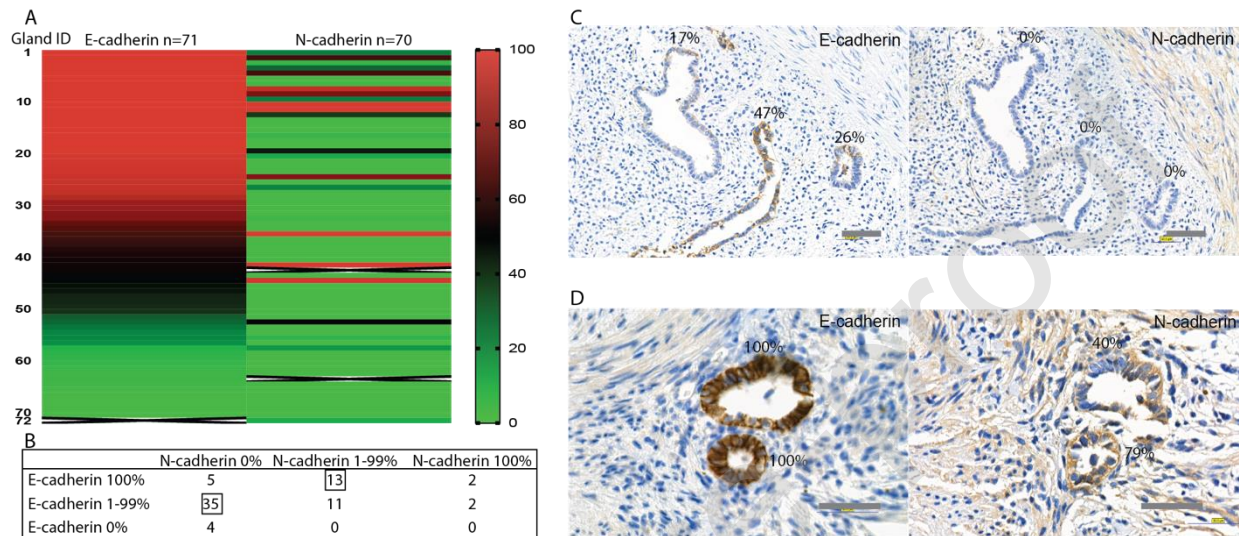 A
Gland ID
E-cadherin n=71
N-cadherin n=70
1
10
20
30
40
50
60
79
72
100
80
60
40
20
0
B
N-cadherin 0% N-cadherin 1-99% N-cadherin 100%
E-cadherin 100% 5 13 2
E-cadherin 1-99% 35 11 2
E-cadherin 0% 4 0 0
C
E-cadherin
17%
47%
26%
N-cadherin
0%
0%
0%
D
E-cadherin
100%
100%
N-cadherin
40%
79%